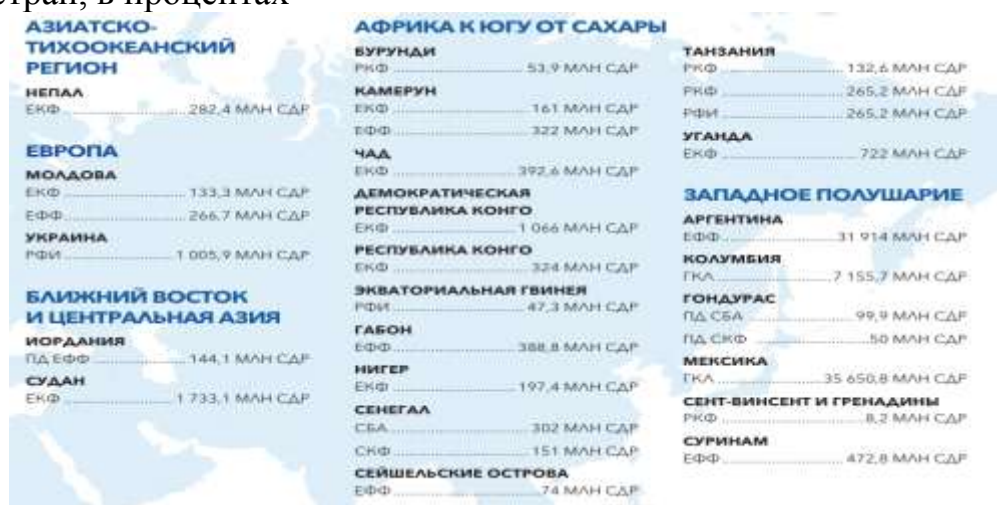 стран, в процентах
АЗИАТСКО-
ТИХООКЕАНСКИЙ
РЕГИОН
НЕПАЛ
ЕКФ ........ 282,4 МЛН СДР
ЕВРОПА
МОЛДОВА
ЕКФ ........ 133,3 МЛН СДР
ЕФФ ........ 266,7 МЛН СДР
УКРАИНА
РФИ ........ 1 005,9 МЛН СДР
БЛИЖНИЙ ВОСТОК
И ЦЕНТРАЛЬНАЯ АЗИЯ
ИОРДАНИЯ
ПД ЕФФ ........ 144,1 МЛН СДР
СУДАН
ЕКФ ........ 1 733,1 МЛН СДР
АФРИКА К ЮГУ ОТ САХАРЫ
БУРУНДИ
РКФ ........ 53,9 МЛН СДР
КАМЕРУН
ЕКФ ........ 161 МЛН СДР
ЕФФ ........ 322 МЛН СДР
ЧАД
ЕКФ ........ 392,6 МЛН СДР
ДЕМОКРАТИЧЕСКАЯ
РЕСПУБЛИКА КОНГО
ЕКФ ........ 1 066 МЛН СДР
РЕСПУБЛИКА КОНГО
ЕКФ ........ 324 МЛН СДР
ЭКВАТОРИАЛЬНАЯ ГВИНЕЯ
РФИ ........ 47,3 МЛН СДР
ГАБОН
ЕФФ ........ 388,8 МЛН СДР
НИГЕР
ЕКФ ........ 197,4 МЛН СДР
СЕНЕГАЛ
СБА ........ 302 МЛН СДР
СКФ ........ 151 МЛН СДР
СЕЙШЕЛЬСКИЕ ОСТРОВА
ЕФФ ........ 74 МЛН СДР
ТАНЗАНИЯ
РКФ ........ 132,6 МЛН СДР
РКФ ........ 265,2 МЛН СДР
РФИ ........ 265,2 МЛН СДР
УГАНДА
ЕКФ ........ 722 МЛН СДР
ЗАПАДНОЕ ПОЛУШАРИЕ
АРГЕНТИНА
ЕФФ ........ 31 914 МЛН СДР
КОЛУМБИЯ
ГКЛ ........ 7 155,7 МЛН СДР
ГОНДУРАС
ПД СБА ........ 99,9 МЛН СДР
ПД СКФ ........ 50 МЛН СДР
МЕКСИКА
ГКЛ ........ 35 650,8 МЛН СДР
СЕНТ-ВИНСЕНТ И ГРЕНАДИНЫ
РКФ ........ 8,2 МЛН СДР
СУРИНАМ
ЕФФ ........ 472,8 МЛН СДР